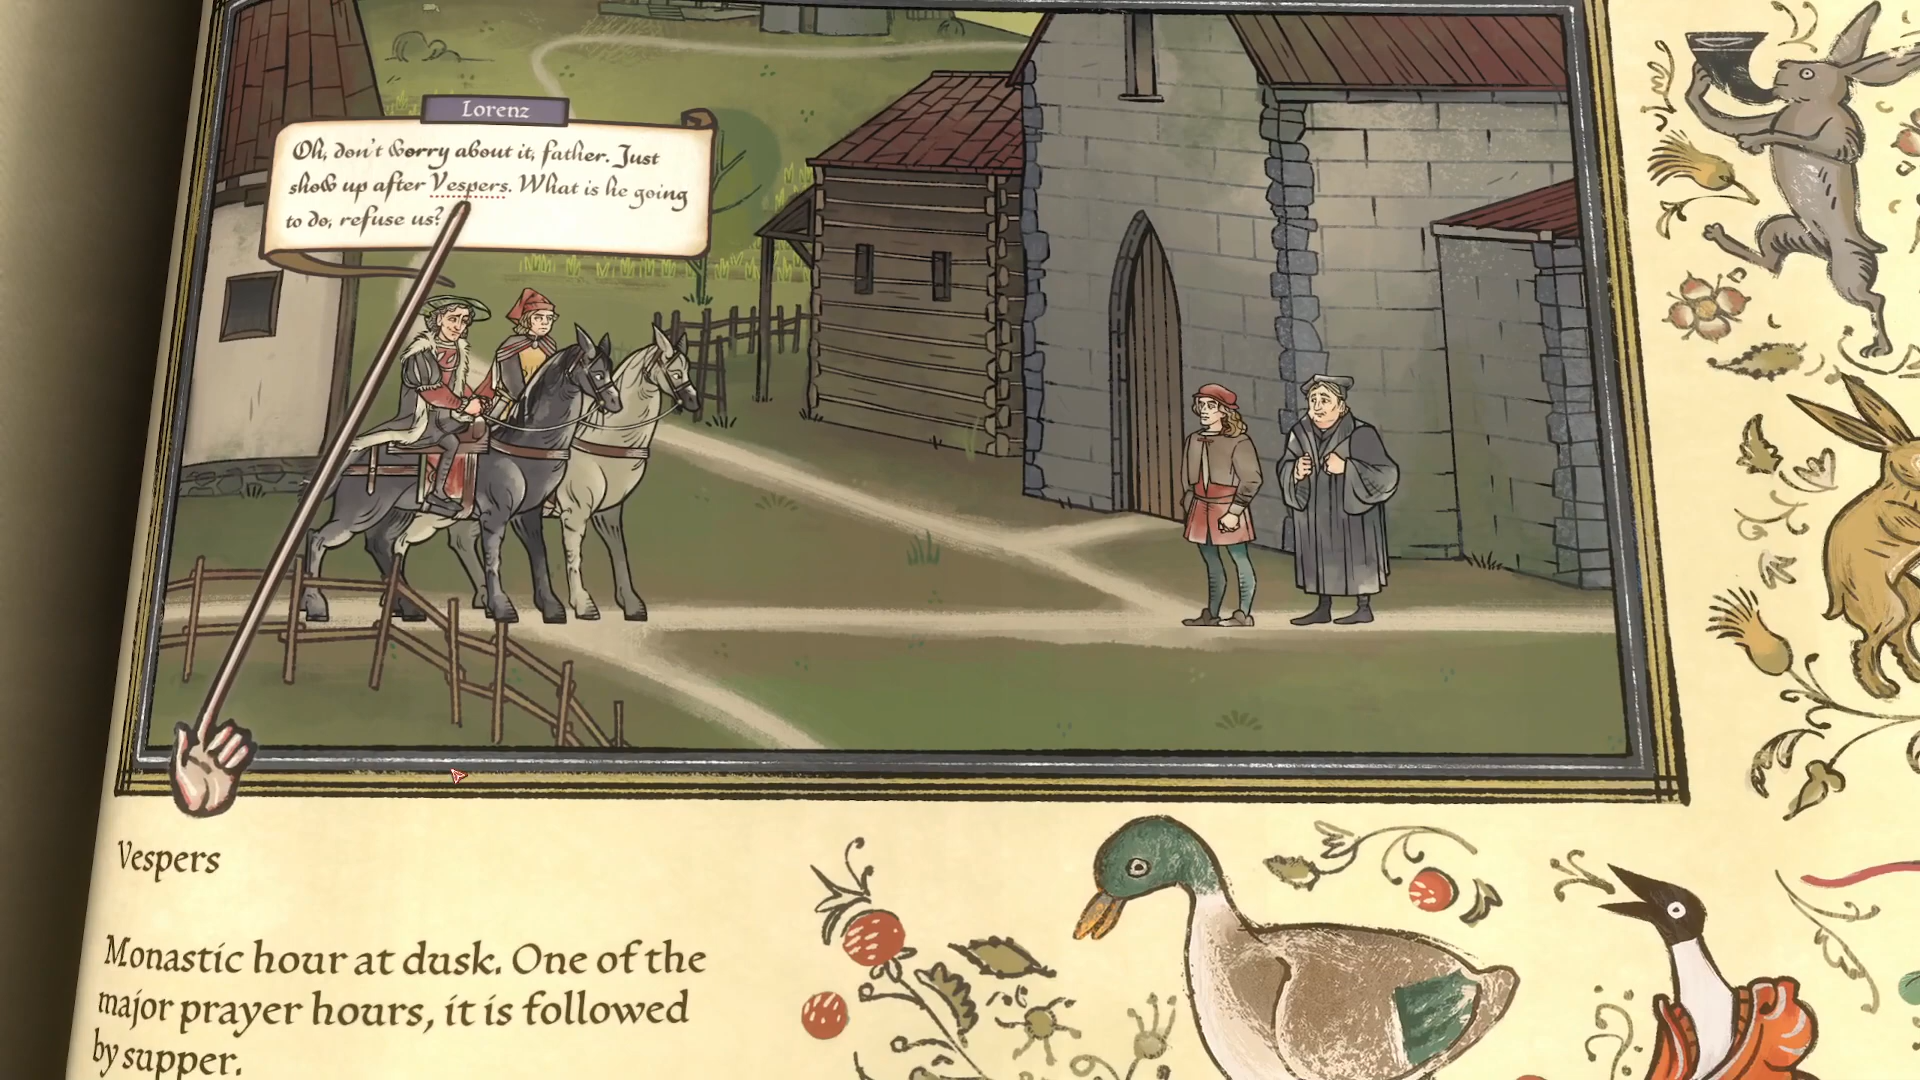 Lorenz
Oh, don't worry about it, father. Just
show up after Vespers. What is he going
to do, refuse us?
Vespers
Monastic hour at dusk. One of the
major prayer hours, it is followed
by supper.